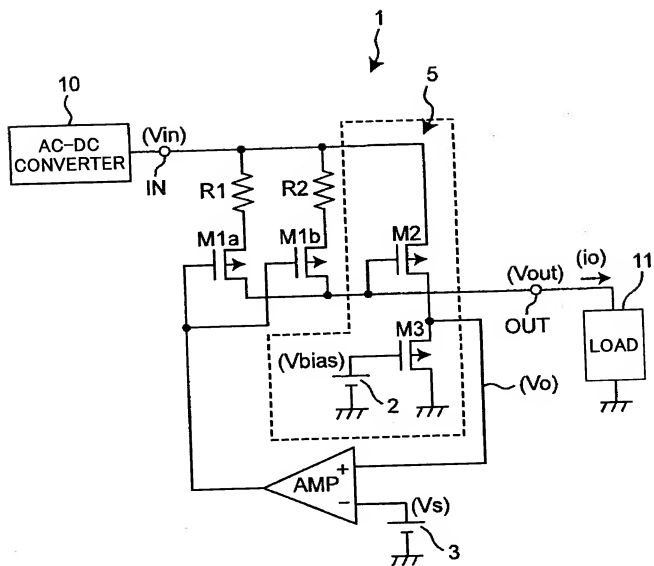 1
10
5
AC-DC
CONVERTER
(Vin)
IN
R1
R2
M1a
M1b
M2
(Vout)
(io)
11
OUT
LOAD
M3
(Vbias)
2
(Vo)
AMP
+
−
(Vs)
3